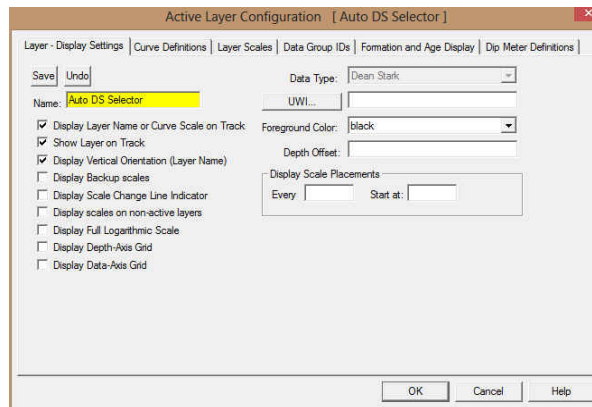 Active Layer Configuration [ Auto DS Selector ]
Layer - Display Settings Curve Definitions Layer Scales Data Group IDs Formation and Age Display Dip Meter Definitions
Save Undo
Name: Auto DS Selector
Display Layer Name or Curve Scale on Track
Show Layer on Track
Display Vertical Orientation (Layer Name)
Display Backup scales
Display Scale Change Line Indicator
Display scales on non-active layers
Display Full Logarithmic Scale
Display Depth-Axis Grid
Display Data-Axis Grid
Data Type: Dean Stark
UWI...
Foreground Color: black
Depth Offset:
Display Scale Placements
Every Start at:
OK Cancel Help